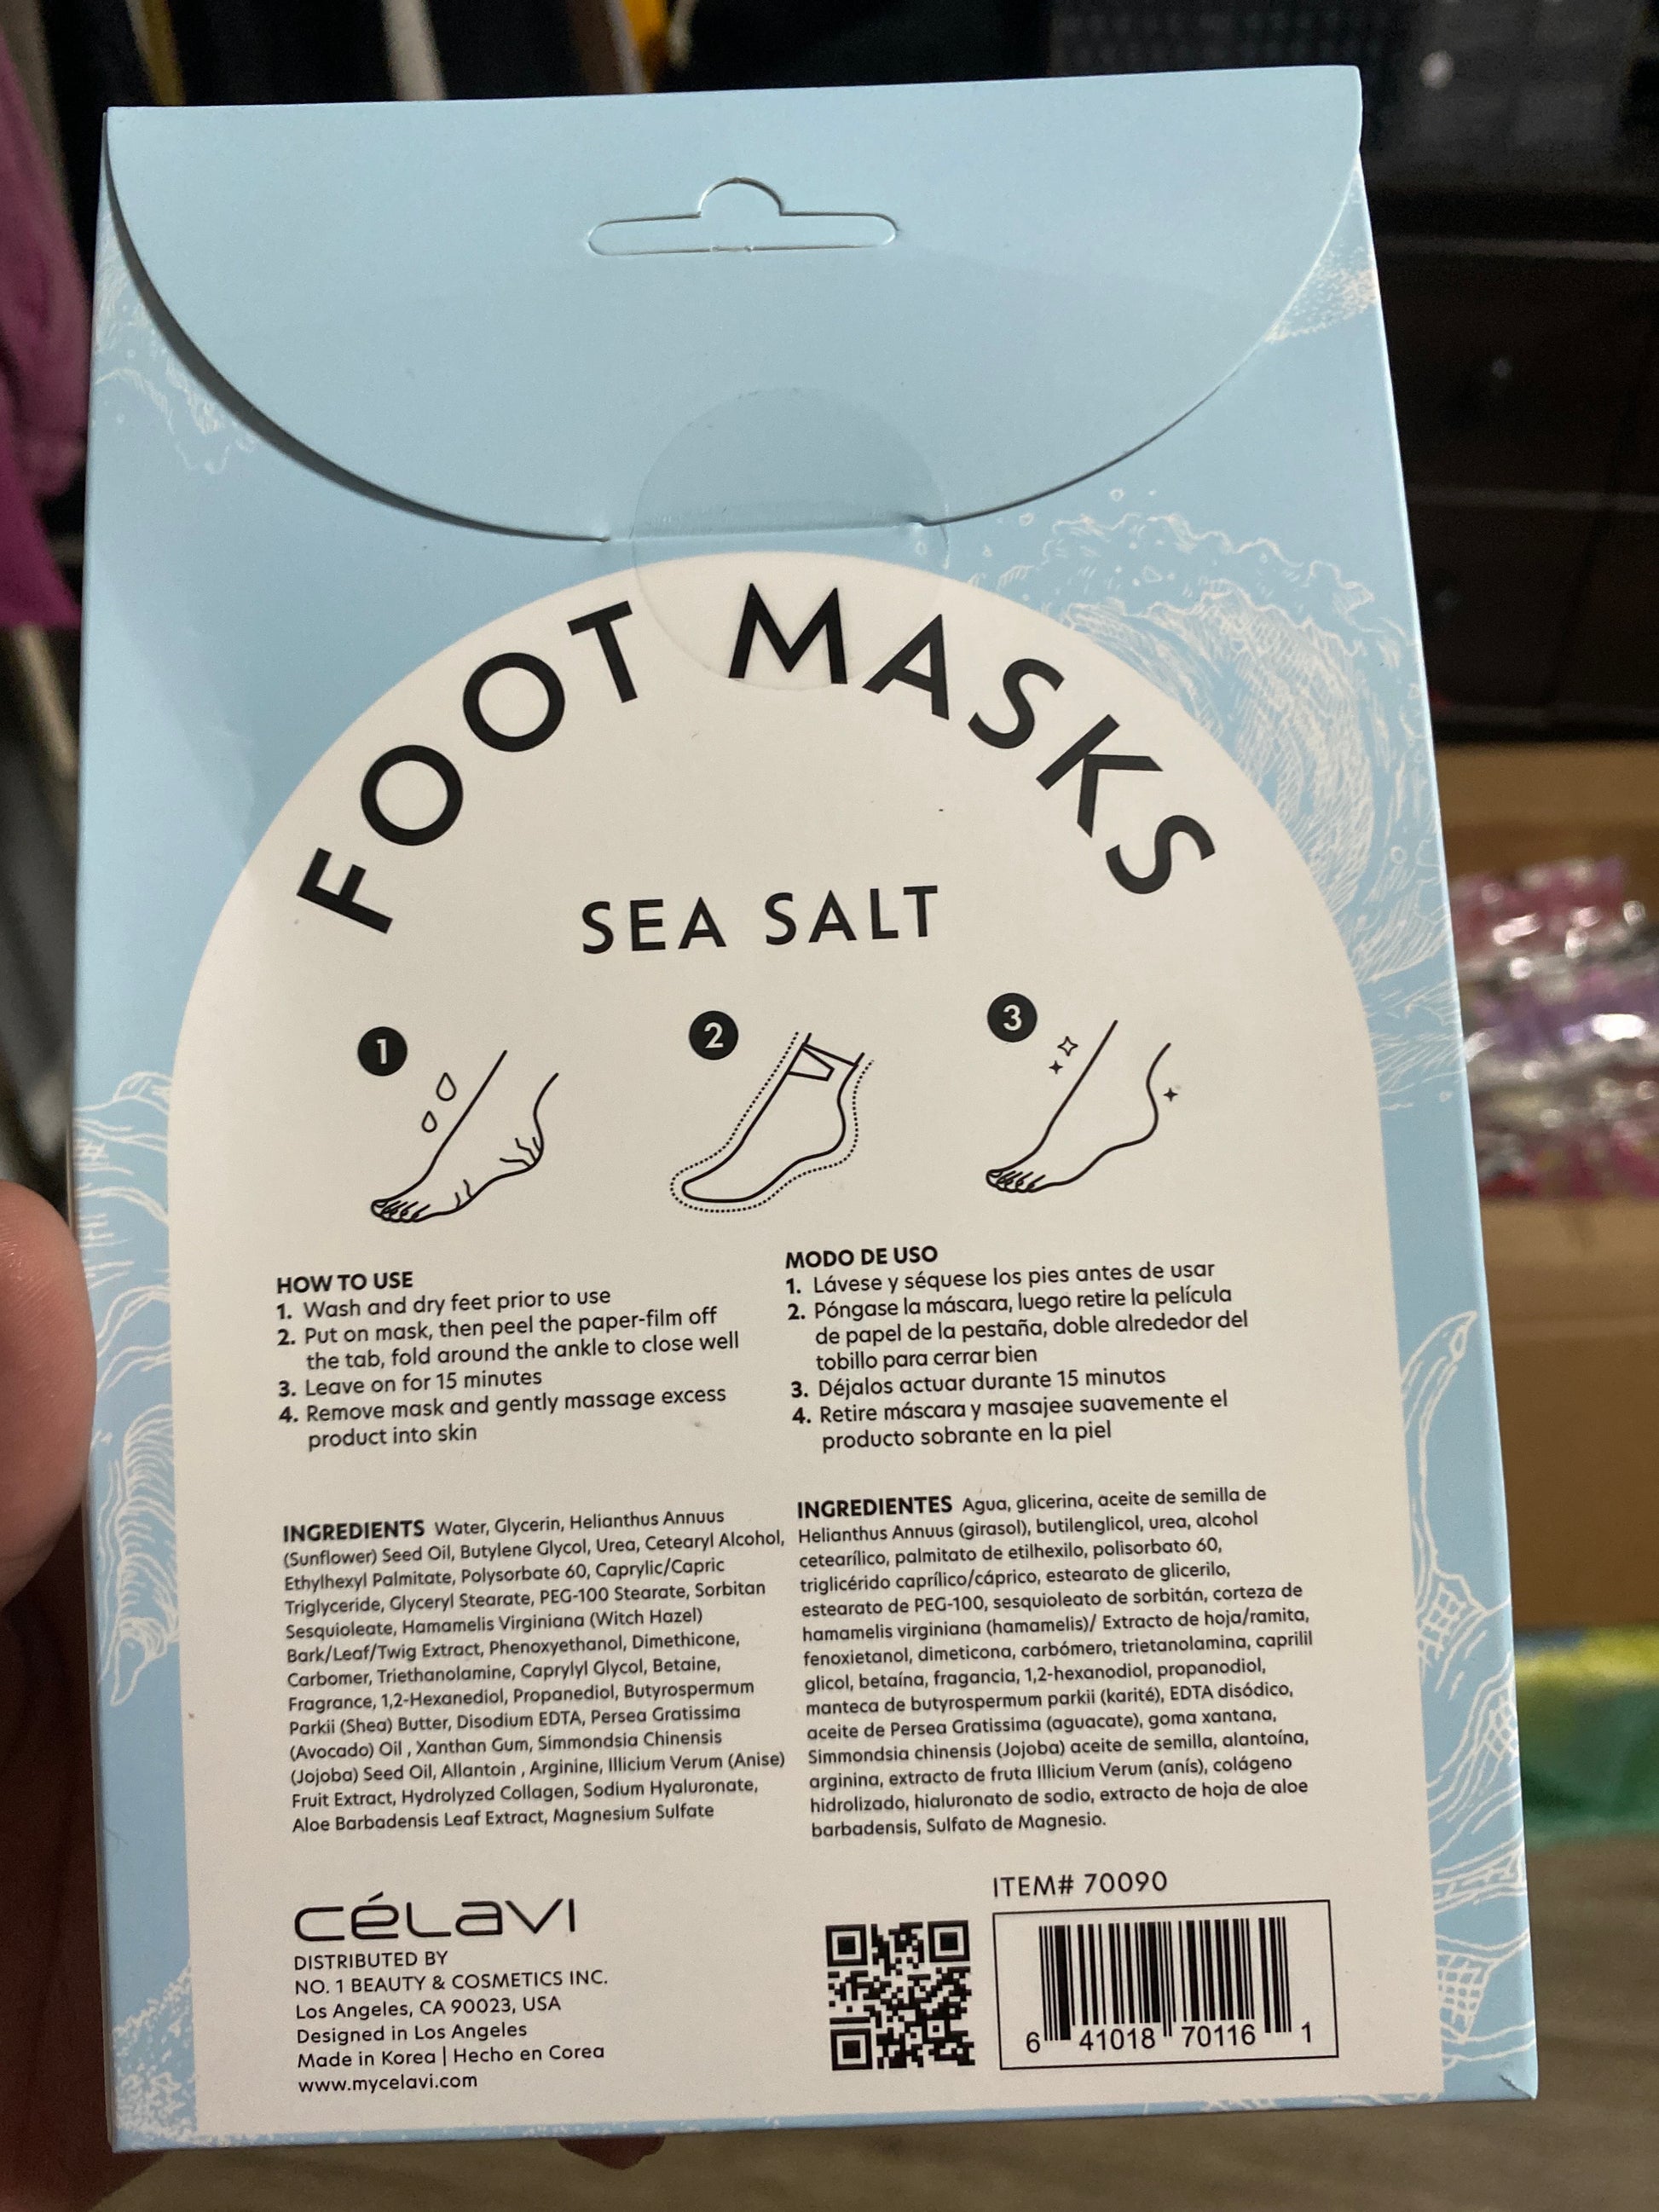 FOOT MASKS
SEA SALT
1
2
3
HOW TO USE
1. Wash and dry feet prior to use
2. Put on mask, then peel the paper-film off
the tab, fold around the ankle to close well
3. Leave on for 15 minutes
4. Remove mask and gently massage excess
product into skin
MODO DE USO
1. Lávese y séquese los pies antes de usar
2. Póngase la máscara, luego retire la película
de papel de la pestaña, doble alrededor del
tobillo para cerrar bien
3. Déjalos actuar durante 15 minutos
4. Retire máscara y masajee suavemente el
producto sobrante en la piel
INGREDIENTS Water, Glycerin, Helianthus Annuus
(Sunflower) Seed Oil, Butylene Glycol, Urea, Cetearyl Alcohol,
Ethylhexyl Palmitate, Polysorbate 60, Caprylic/Capric
Triglyceride, Glyceryl Stearate, PEG-100 Stearate, Sorbitan
Sesquioleate, Hamamelis Virginiana (Witch Hazel)
Bark/Leaf/Twig Extract, Phenoxyethanol, Dimethicone,
Carbomer, Triethanolamine, Caprylyl Glycol, Betaine,
Fragrance, 1,2-Hexanediol, Propanediol, Butyrospermum
Parkii (Shea) Butter, Disodium EDTA, Persea Gratissima
(Avocado) Oil , Xanthan Gum, Simmondsia Chinensis
(Jojoba) Seed Oil, Allantoin , Arginine, Illicium Verum (Anise)
Fruit Extract, Hydrolyzed Collagen, Sodium Hyaluronate,
Aloe Barbadensis Leaf Extract, Magnesium Sulfate
INGREDIENTES Agua, glicerina, aceite de semilla de
Helianthus Annuus (girasol), butilenglicol, urea, alcohol
cetearílico, palmitato de etilhexilo, polisorbato 60,
triglicérido caprílico/cáprico, estearato de glicerilo,
estearato de PEG-100, sesquioleato de sorbitán, corteza de
hamamelis virginiana (hamamelis)/ Extracto de hoja/ramita,
fenoxietanol, dimeticona, carbómero, trietanolamina, caprilil
glicol, betaína, fragancia, 1,2-hexanodiol, propanodiol,
manteca de butyrospermum parkii (karité), EDTA disódico,
aceite de Persea Gratissima (aguacate), goma xantana,
Simmondsia chinensis (Jojoba) aceite de semilla, alantoína,
arginina, extracto de fruta Illicium Verum (anís), colágeno
hidrolizado, hialuronato de sodio, extracto de hoja de aloe
barbadensis, Sulfato de Magnesio.
CéLaVI
DISTRIBUTED BY
NO. 1 BEAUTY & COSMETICS INC.
Los Angeles, CA 90023, USA
Designed in Los Angeles
Made in Korea | Hecho en Corea
www.mycelavi.com
ITEM# 70090
6 41018 70116 1